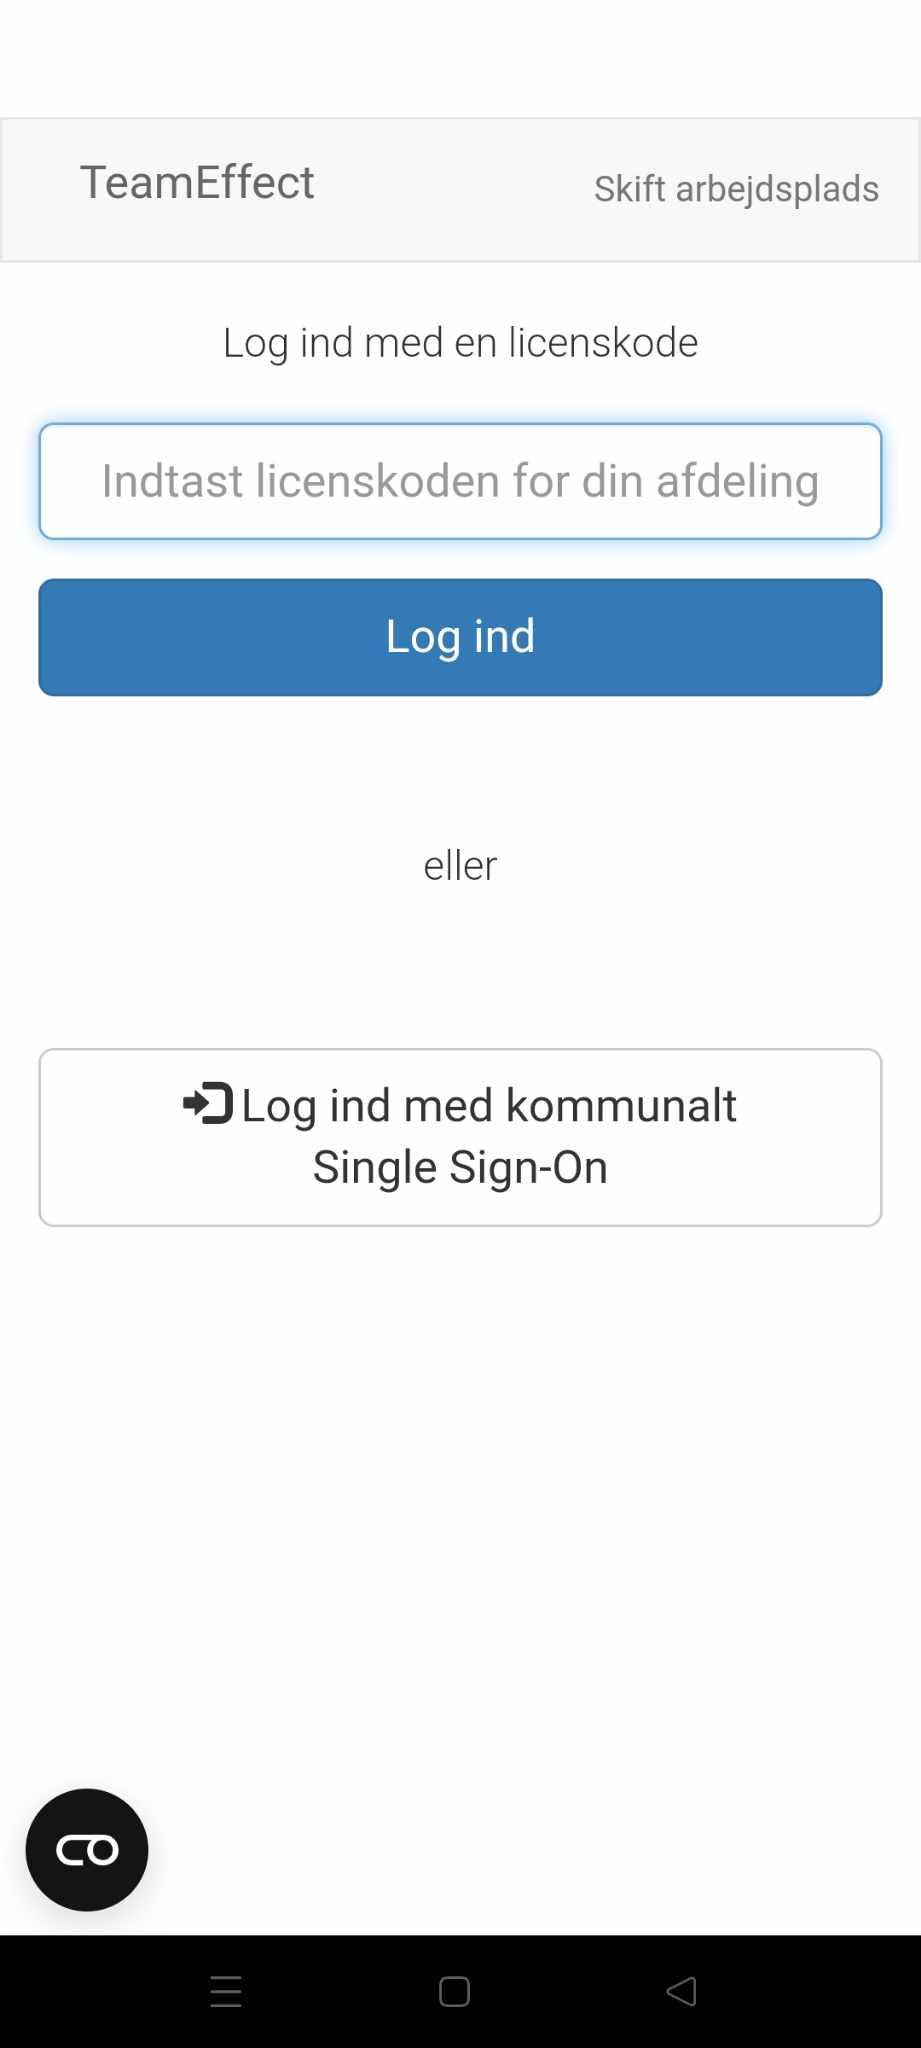 TeamEffect
Skift arbejdsplads
Log ind med en licenskode
Indtast licenskoden for din afdeling
Log ind
eller
Log ind med kommunalt
Single Sign-On